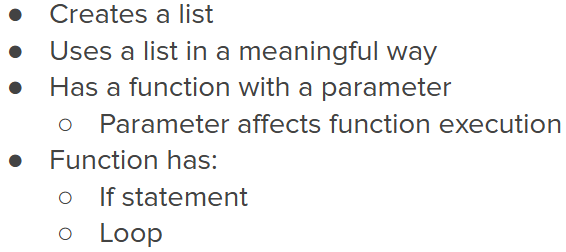 ● Creates a list
● Uses a list in a meaningful way
● Has a function with a parameter
○ Parameter affects function execution
● Function has:
○ If statement
○ Loop